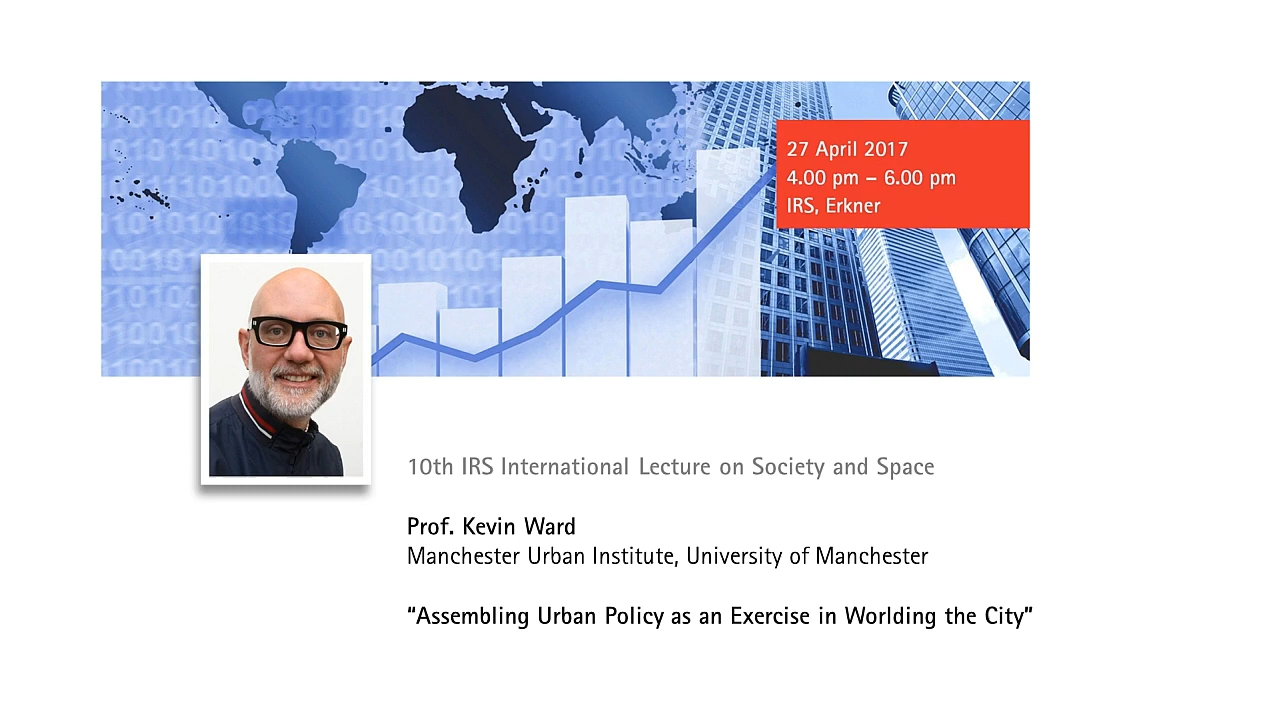 27 April 2017
4.00 pm – 6.00 pm
IRS, Erkner
10th IRS International Lecture on Society and Space
Prof. Kevin Ward
Manchester Urban Institute, University of Manchester
“Assembling Urban Policy as an Exercise in Worlding the City”